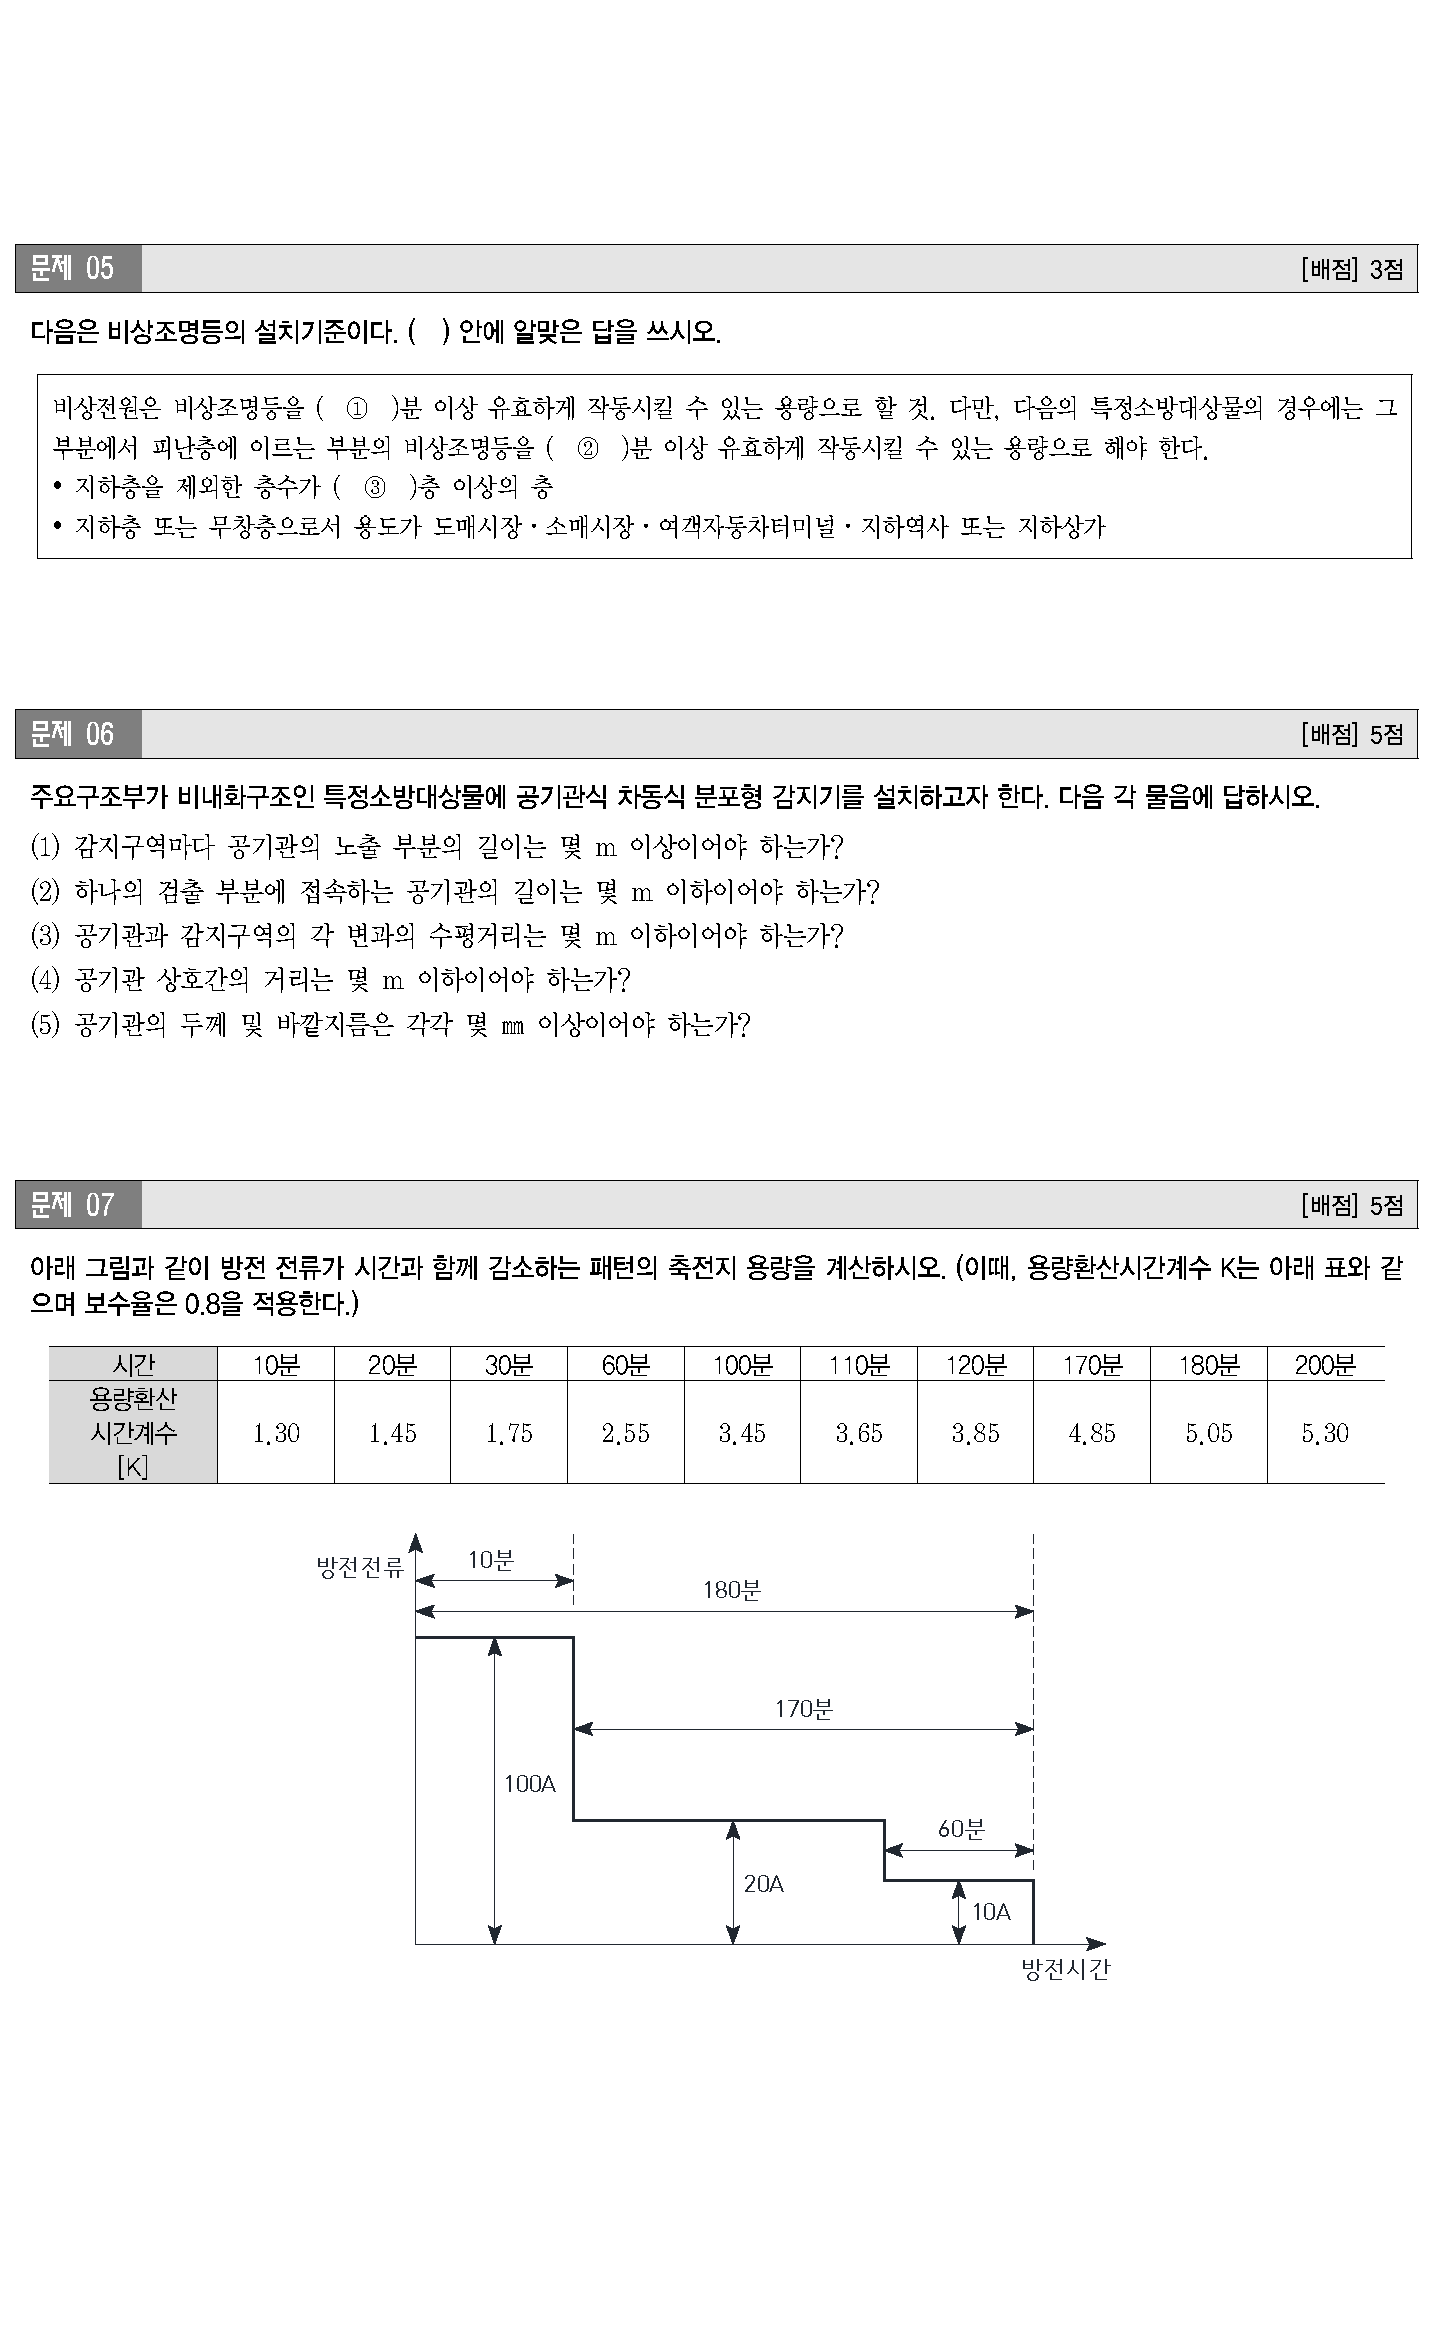 문제 05 [배점] 3점
다음은 비상조명등의 설치기준이다. ( ) 안에 알맞은 답을 쓰시오.
비상전원은 비상조명등을 ( ① )분 이상 유효하게 작동시킬 수 있는 용량으로 할 것. 다만, 다음의 특정소방대상물의 경우에는 그
부분에서 피난층에 이르는 부분의 비상조명등을 ( ② )분 이상 유효하게 작동시킬 수 있는 용량으로 해야 한다.
• 지하층을 제외한 층수가 ( ③ )층 이상의 층
• 지하층 또는 무창층으로서 용도가 도매시장·소매시장·여객자동차터미널·지하역사 또는 지하상가
문제 06 [배점] 5점
주요구조부가 비내화구조인 특정소방대상물에 공기관식 차동식 분포형 감지기를 설치하고자 한다. 다음 각 물음에 답하시오.
(1) 감지구역마다 공기관의 노출 부분의 길이는 몇 m 이상이어야 하는가?
(2) 하나의 검출 부분에 접속하는 공기관의 길이는 몇 m 이하이어야 하는가?
(3) 공기관과 감지구역의 각 변과의 수평거리는 몇 m 이하이어야 하는가?
(4) 공기관 상호간의 거리는 몇 m 이하이어야 하는가?
(5) 공기관의 두께 및 바깥지름은 각각 몇 ㎜ 이상이어야 하는가?
문제 07 [배점] 5점
아래 그림과 같이 방전 전류가 시간과 함께 감소하는 패턴의 축전지 용량을 계산하시오. (이때, 용량환산시간계수 K는 아래 표와 같
으며 보수율은 0.8을 적용한다.)
시간 10분 20분 30분 60분 100분 110분 120분 170분 180분 200분
용량환산
시간계수 1.30 1.45 1.75 2.55 3.45 3.65 3.85 4.85 5.05 5.30
[K]
방전전류 10분
180분
170분
100A
60분
20A
10A
방전시간